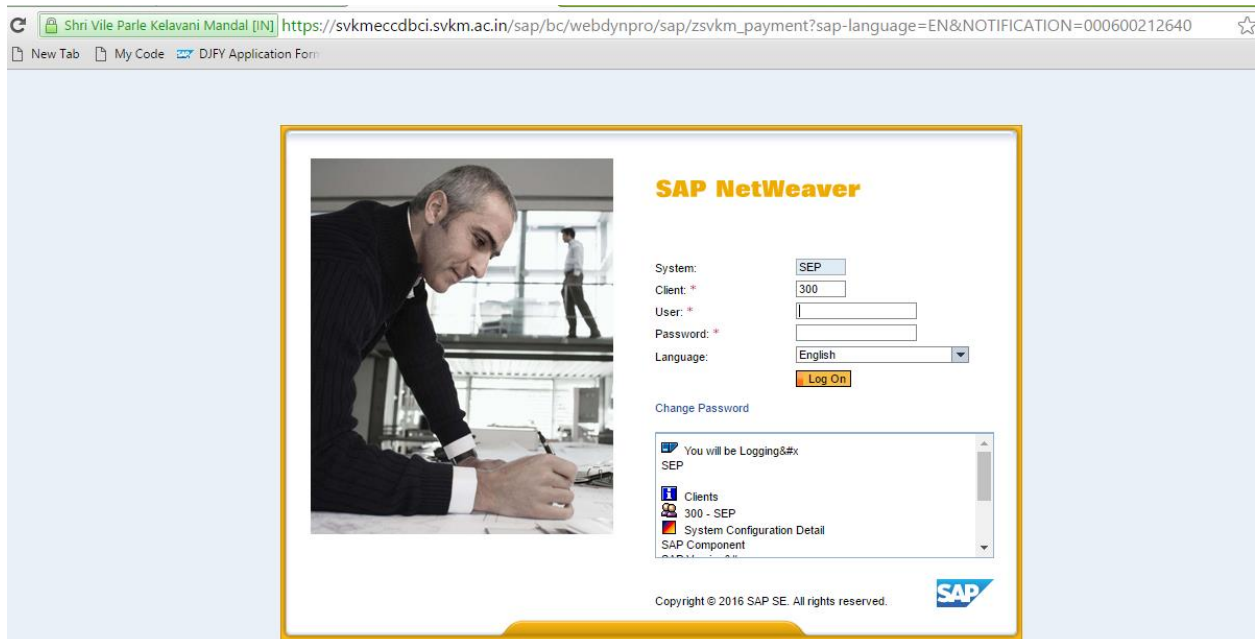 Shri Vile Parle Kelavani Mandal [IN] https://svkmeccdbci.svkm.ac.in/sap/bc/webdynpro/sap/zsvkm_payment?sap-language=EN&NOTIFICATION=000600212640
New Tab My Code DJFY Application Form
SAP NetWeaver
System: SEP
Client: * 300
User: *
Password: *
Language: English
Log On
Change Password
You will be Logging&#x
SEP
Clients
300 - SEP
System Configuration Detail
SAP Component
Copyright © 2016 SAP SE. All rights reserved.
SAP